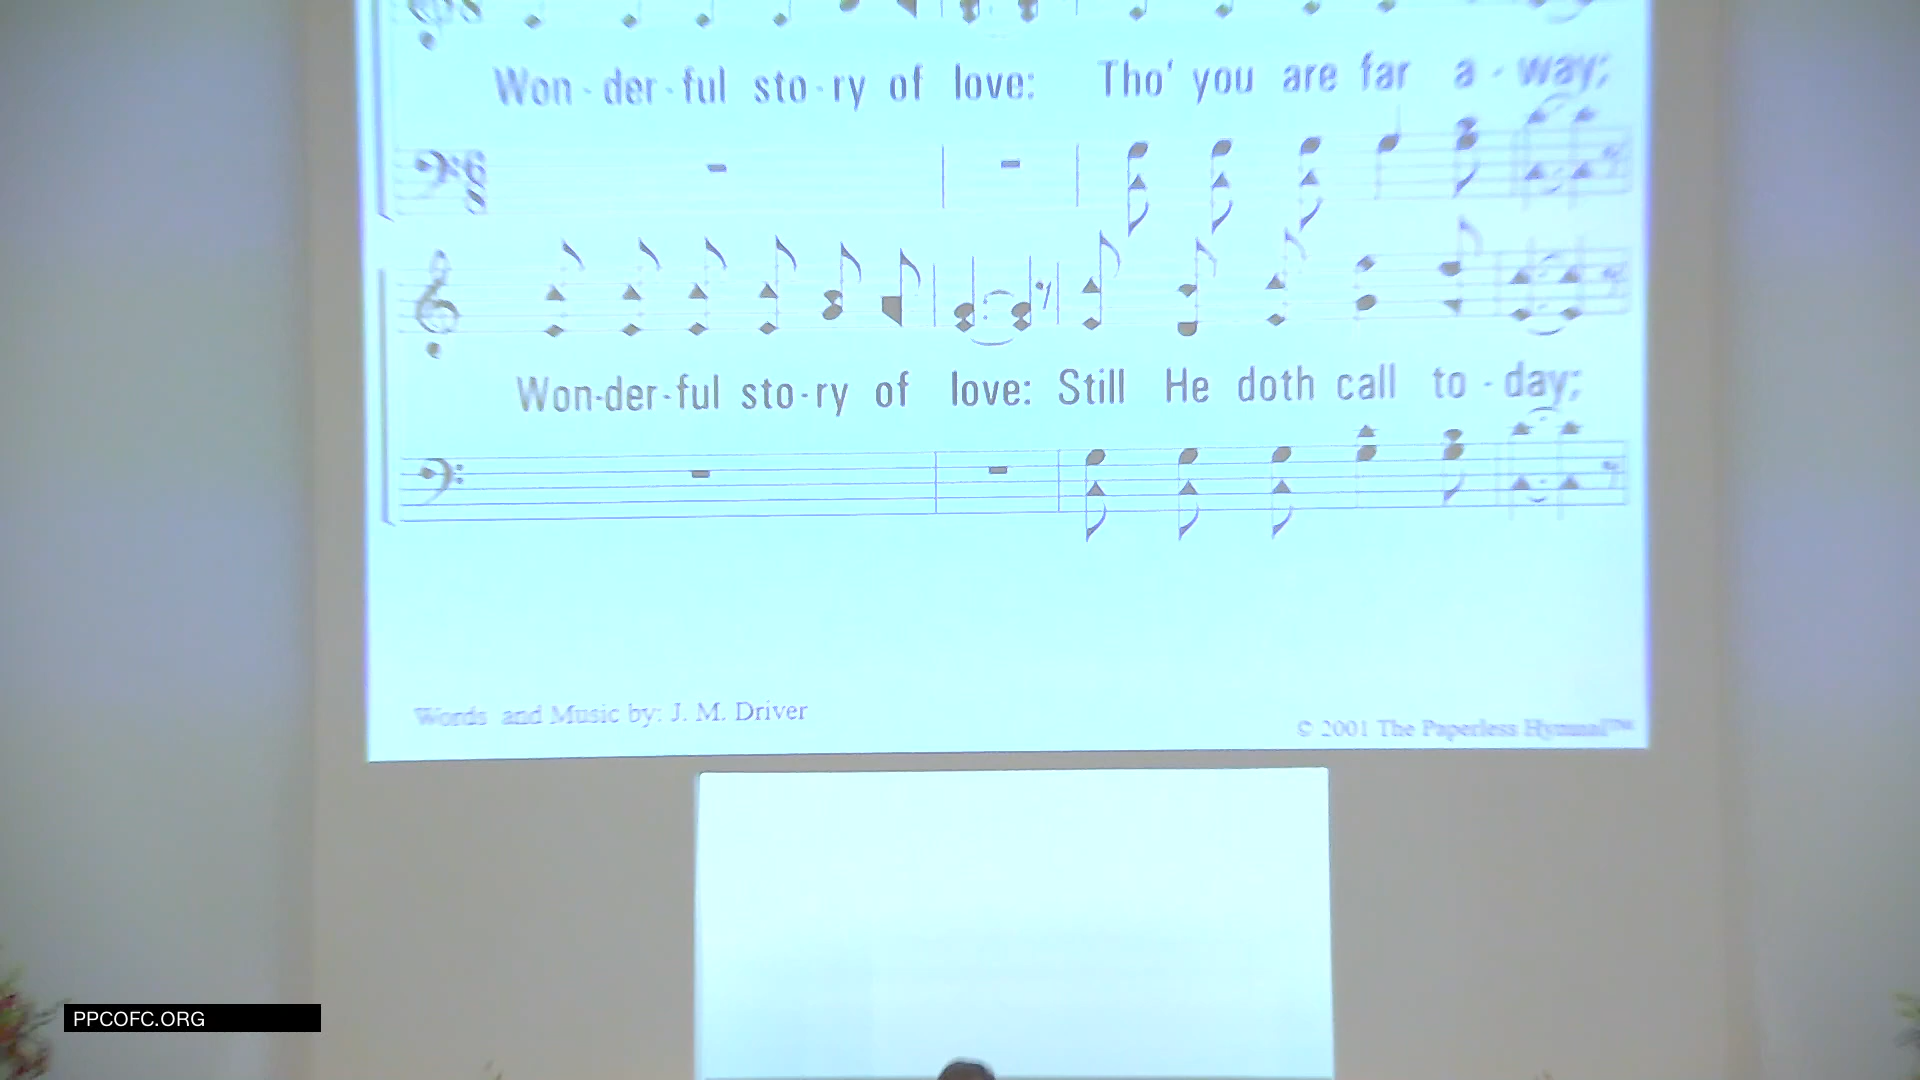 Won - der - ful sto - ry of love: Tho' you are far a - way;
Won-der-ful sto-ry of love: Still He doth call to - day;
Words and Music by: J. M. Driver
© 2001 The Paperless Hymnal™
PPCOFC.ORG